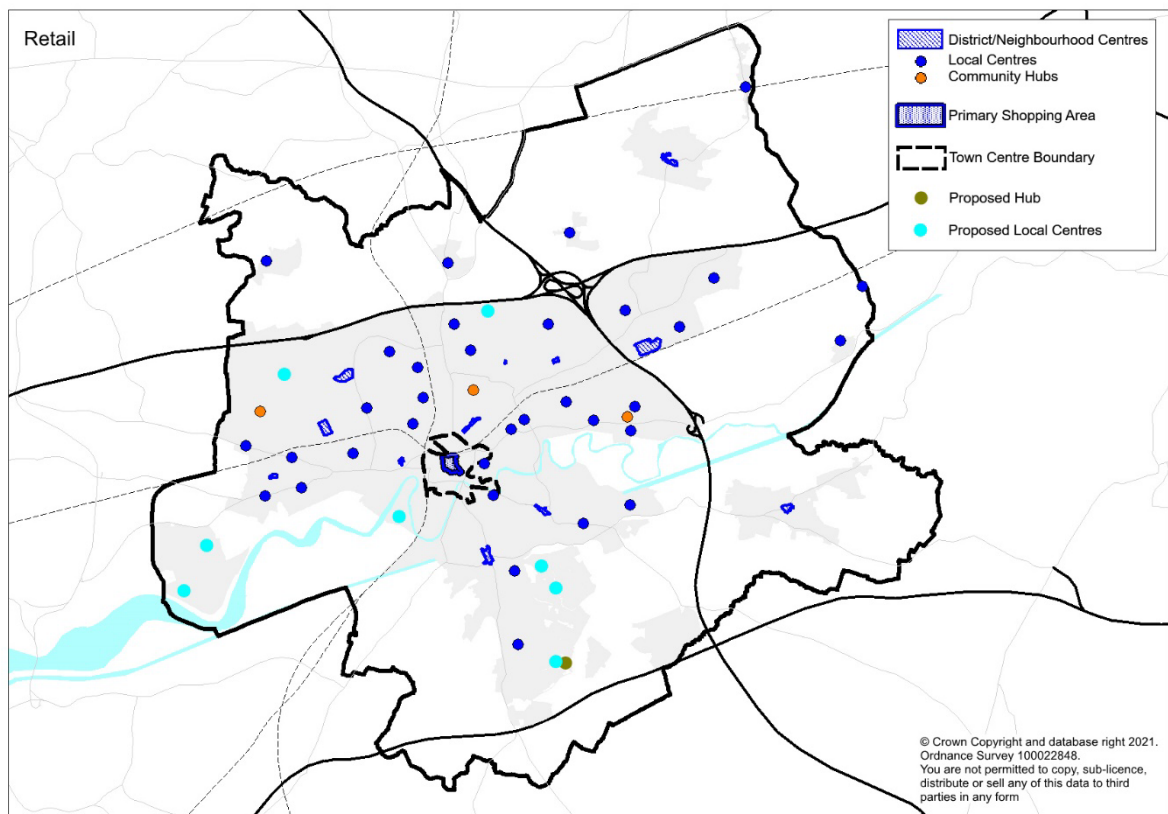 Retail
District/Neighbourhood Centres
Local Centres
Community Hubs
Primary Shopping Area
Town Centre Boundary
Proposed Hub
Proposed Local Centres
© Crown Copyright and database right 2021.
Ordnance Survey 100022848.
You are not permitted to copy, sub-licence,
distribute or sell any of this data to third
parties in any form